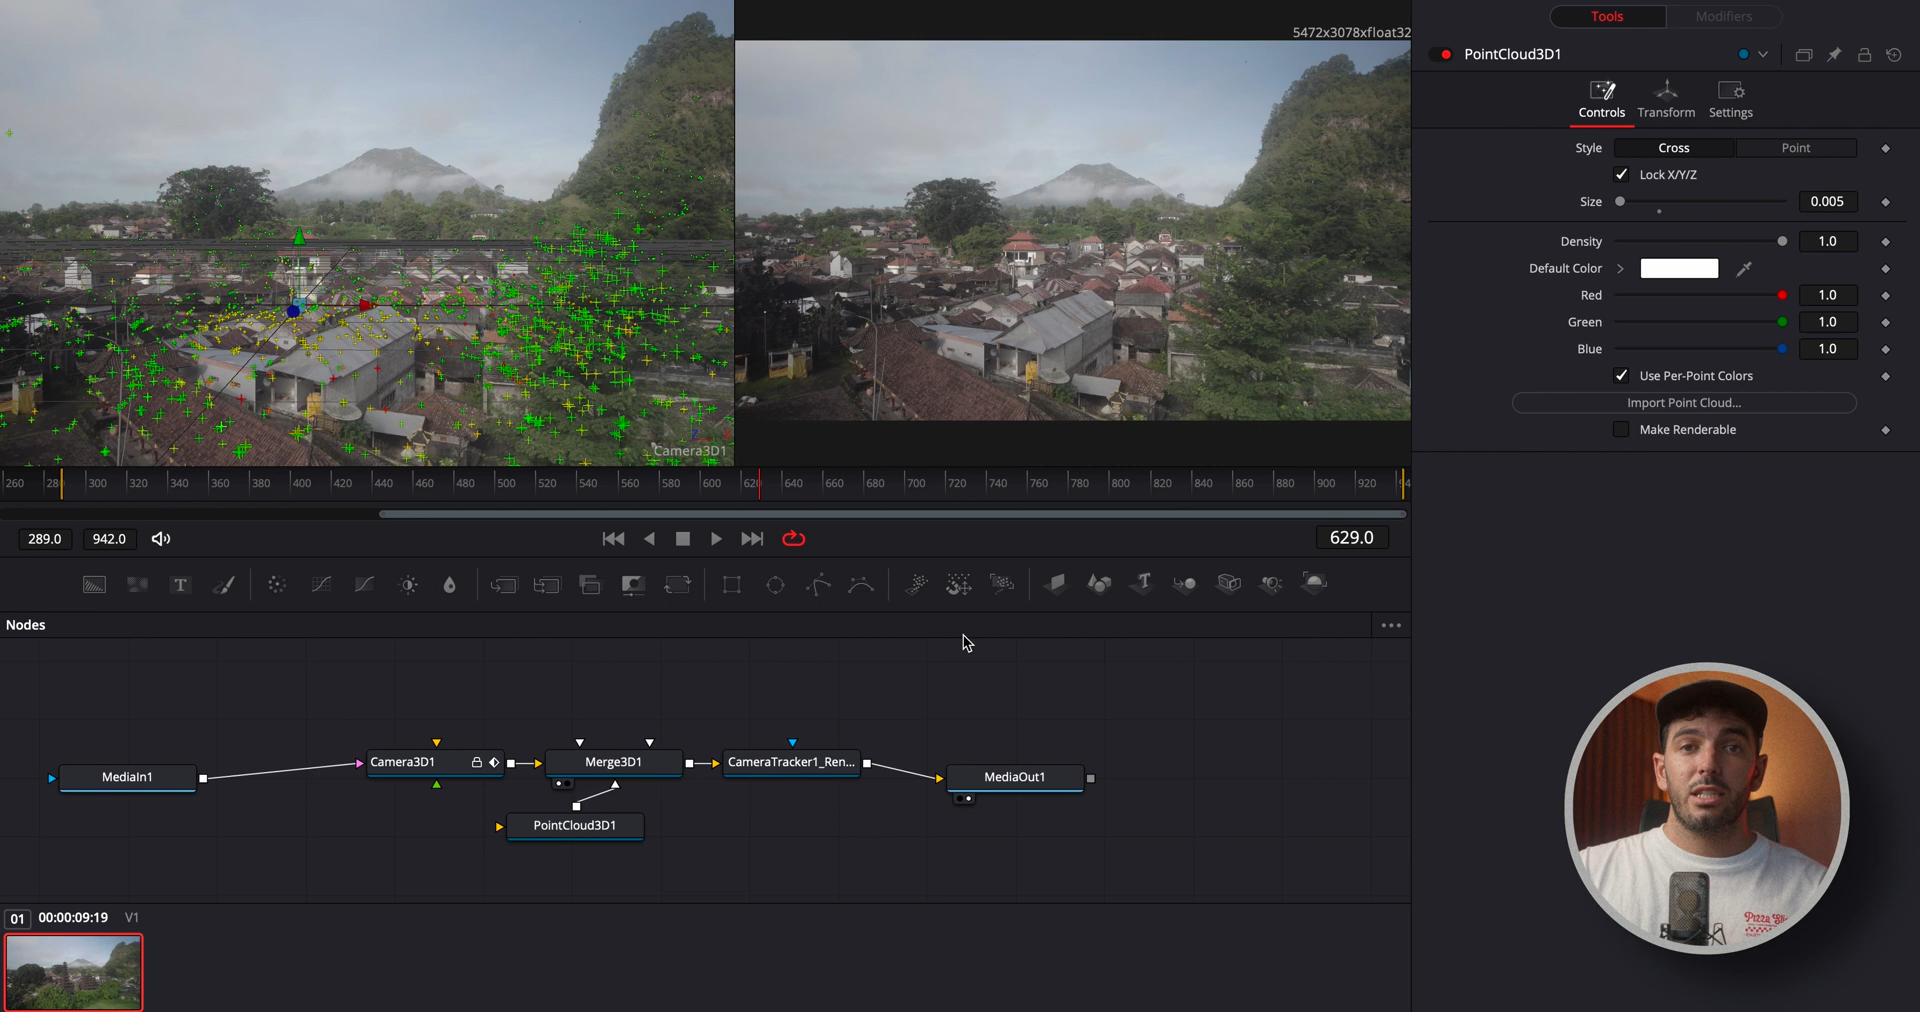 5472x3078xfloat32
Camera3D1
260
300
320
340
360
380
400
420
440
460
480
500
520
540
560
580
600
640
660
680
700
720
740
760
780
800
820
840
860
880
900
920
289.0
942.0
629.0
T
Nodes
MediaIn1
Camera3D1
Merge3D1
CameraTracker1_Ren...
MediaOut1
PointCloud3D1
01 00:00:09:19 V1
Tools
Modifiers
PointCloud3D1
Controls
Transform
Settings
Style
Cross
Point
Lock X/Y/Z
Size
0.005
Density
1.0
Default Color
Red
1.0
Green
1.0
Blue
1.0
Use Per-Point Colors
Import Point Cloud...
Make Renderable